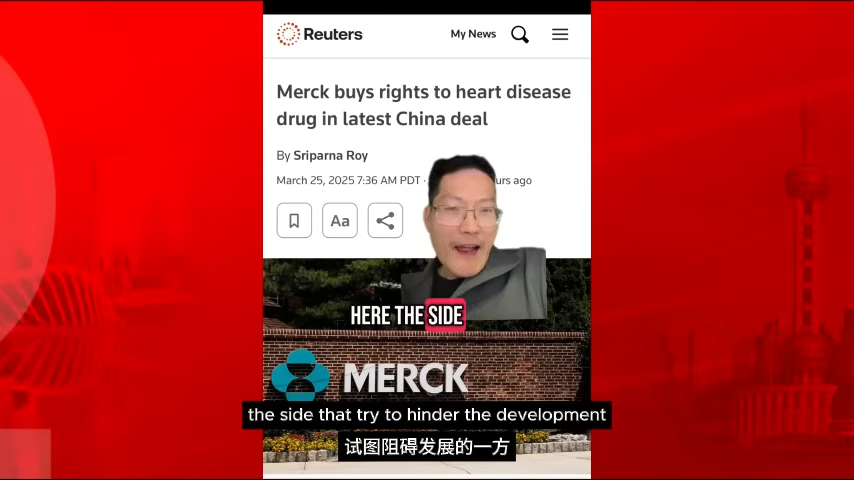 Reuters
My News
Merck buys rights to heart disease
drug in latest China deal
By Sriparna Roy
March 25, 2025 7:36 AM PDT · urs ago
Aa
HERE THE SIDE
MERCK
the side that try to hinder the development
试图阻碍发展的一方